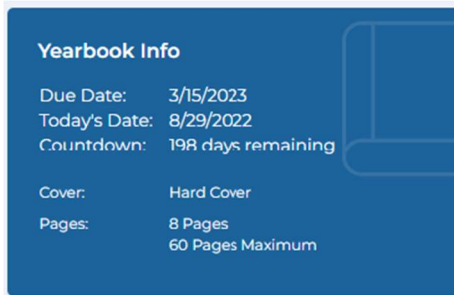 Yearbook Info
Due Date: 3/15/2023
Today's Date: 8/29/2022
Countdown: 198 days remaining
Cover: Hard Cover
Pages: 8 Pages
60 Pages Maximum